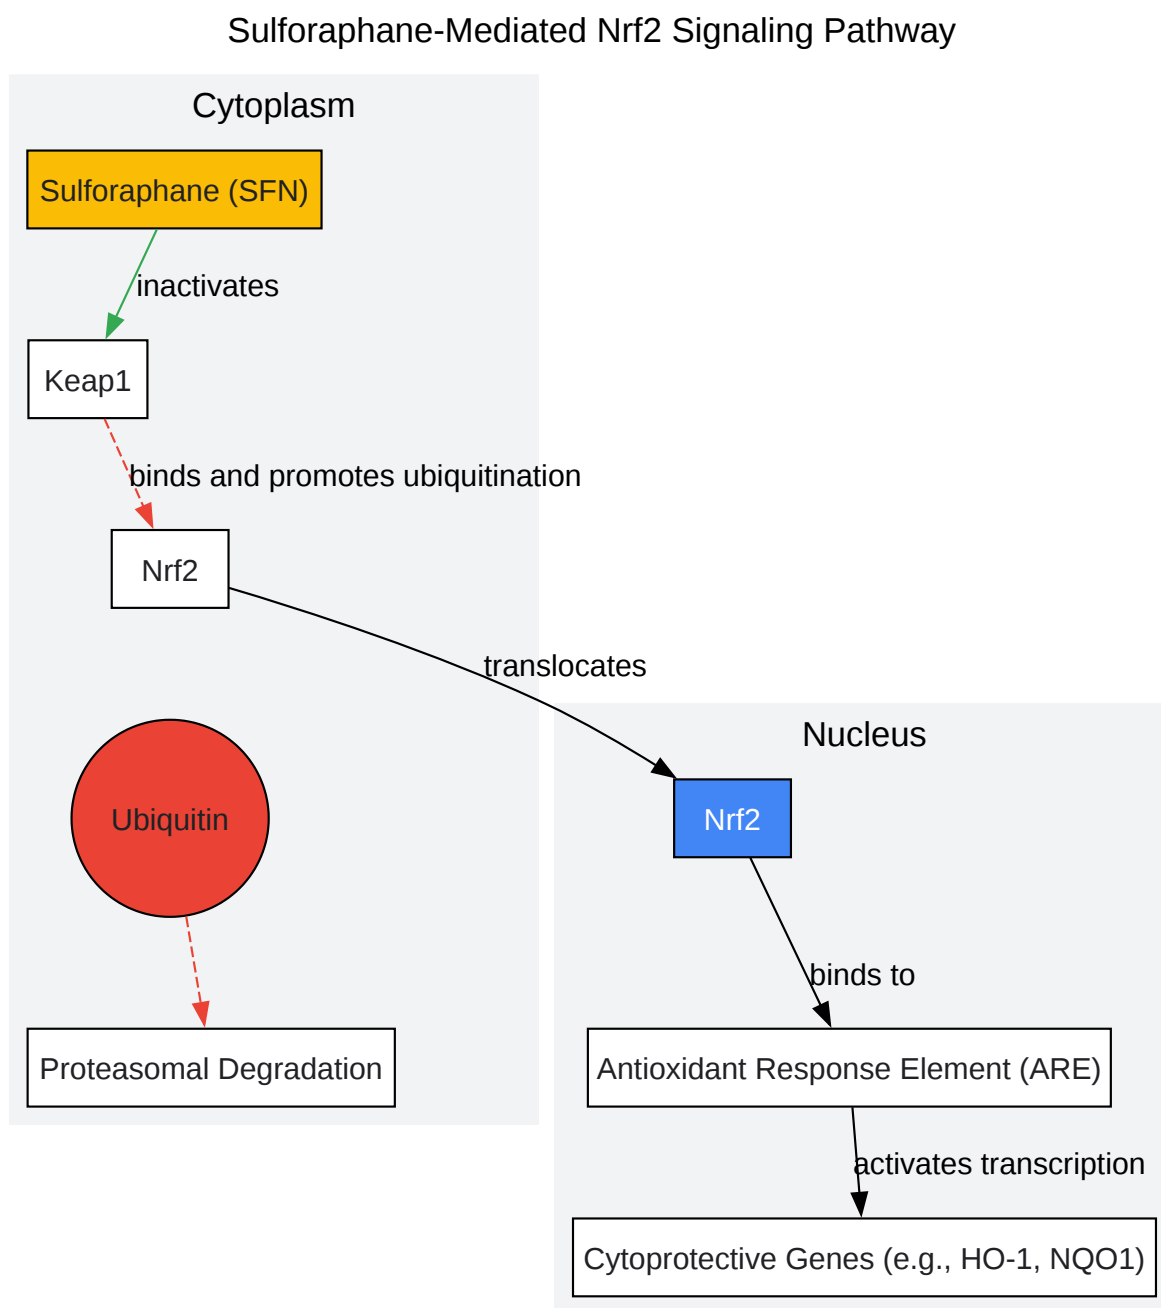 Sulforaphane-Mediated Nrf2 Signaling Pathway
Cytoplasm
Sulforaphane (SFN)
inactivates
Keap1
binds and promotes ubiquitination
Nrf2
translocates
Ubiquitin
Proteasomal Degradation
Nucleus
Nrf2
binds to
Antioxidant Response Element (ARE)
activates transcription
Cytoprotective Genes (e.g., HO-1, NQO1)